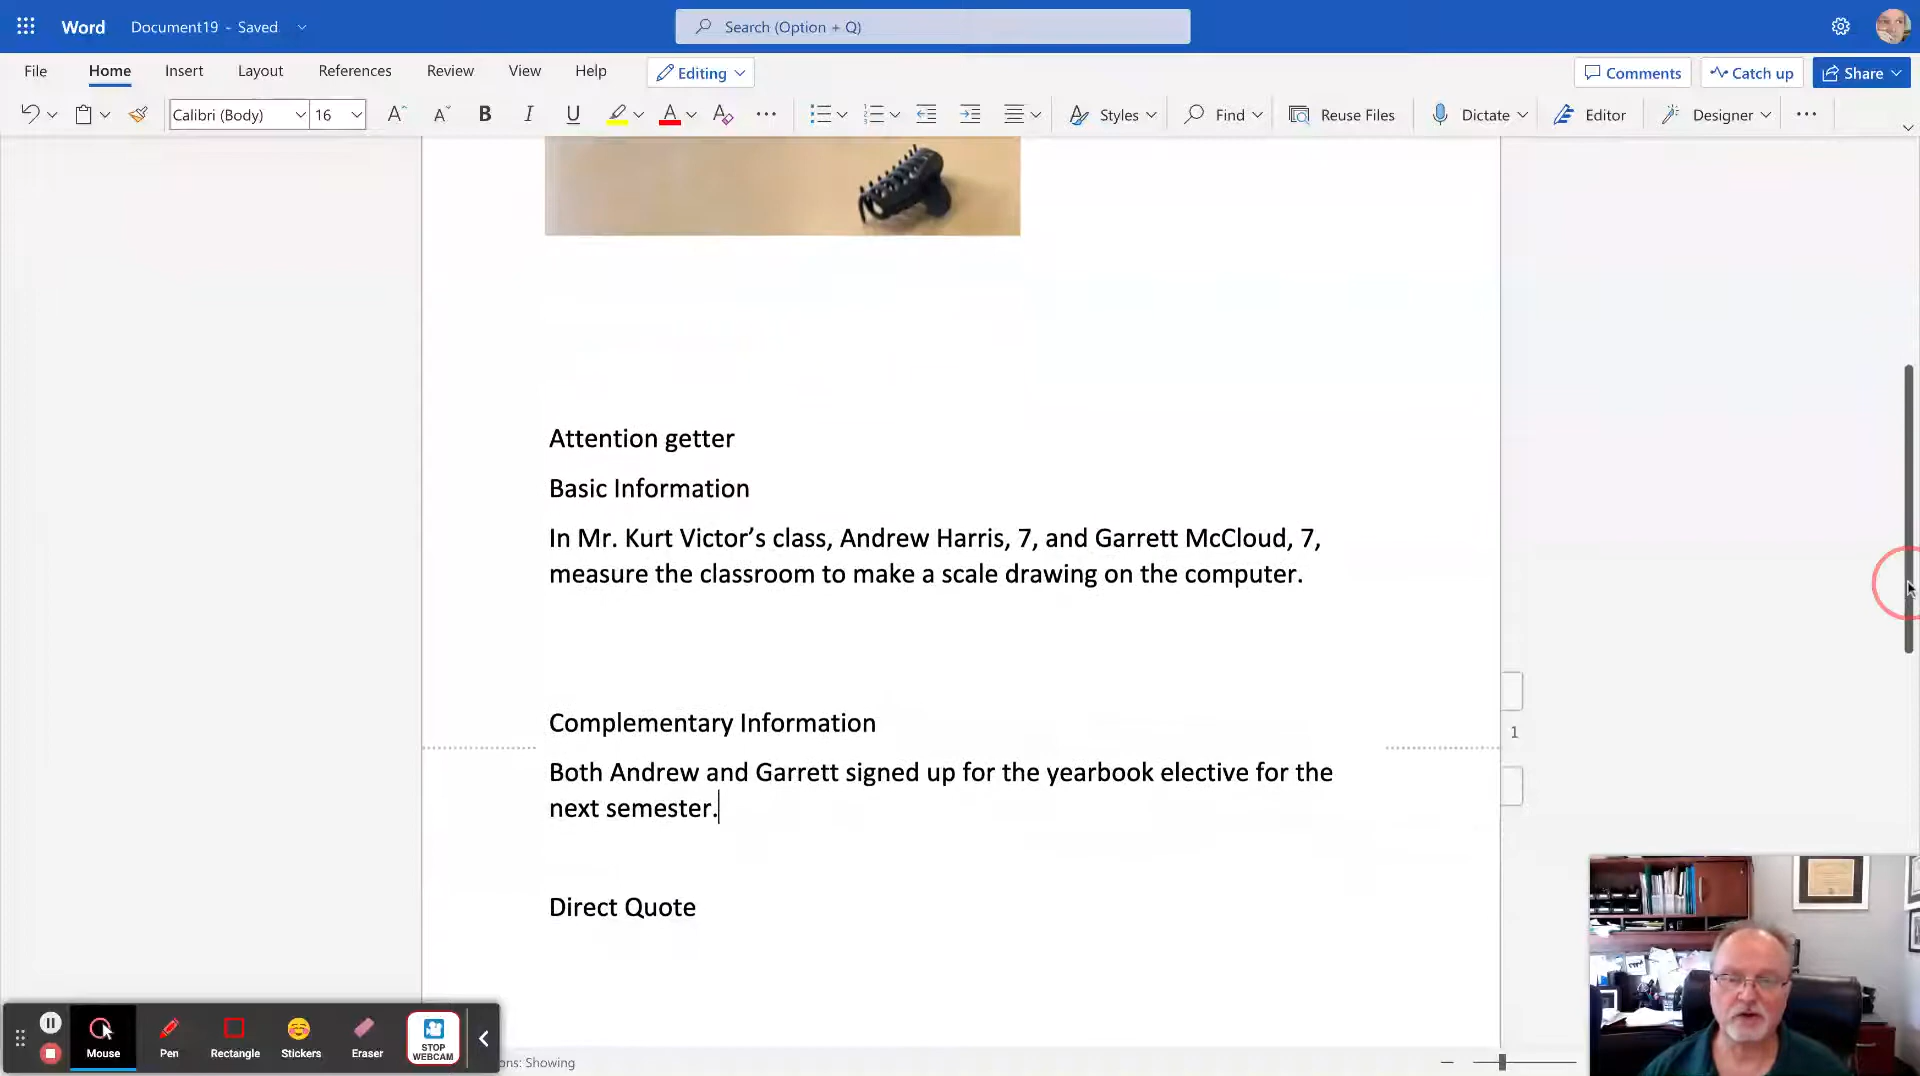 Word Document19 - Saved Search (Option + Q)
File Home Insert Layout References Review View Help Editing Comments Catch up Share
Calibri (Body) 16 B I U A Styles Find Reuse Files Dictate Editor Designer
Attention getter
Basic Information
In Mr. Kurt Victor’s class, Andrew Harris, 7, and Garrett McCloud, 7,
measure the classroom to make a scale drawing on the computer.
Complementary Information
1
Both Andrew and Garrett signed up for the yearbook elective for the
next semester.
Direct Quote
Mouse Pen Rectangle Stickers Eraser STOP
WEBCAM
ons: Showing